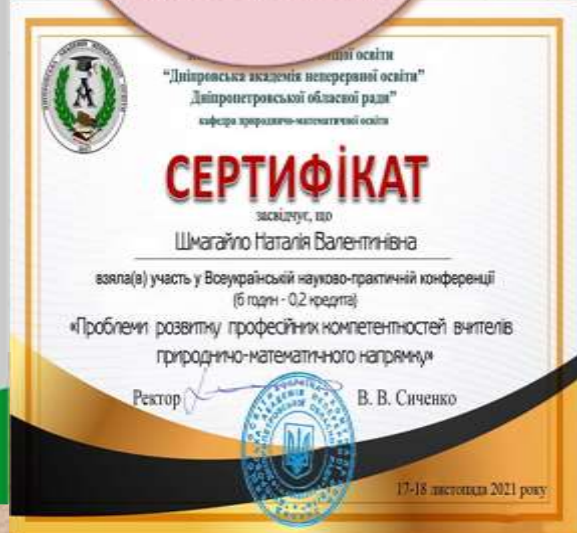 освіти
“Дніпровська академія неперервної освіти”
Дніпропетровської обласної ради”
кафедра природничо-математичної освіти
СЕРТИФІКАТ
засвідчує, що
Шмагайло Наталія Валентинівна
взяла(в) участь у Всеукраїнській науково-практичній конференції
(6 годин - 0,2 кредита)
«Проблеми розвитку професійних компетентностей вчителів
природничо-математичного напрямку»
Ректор В. В. Сиченко
17-18 листопада 2021 року